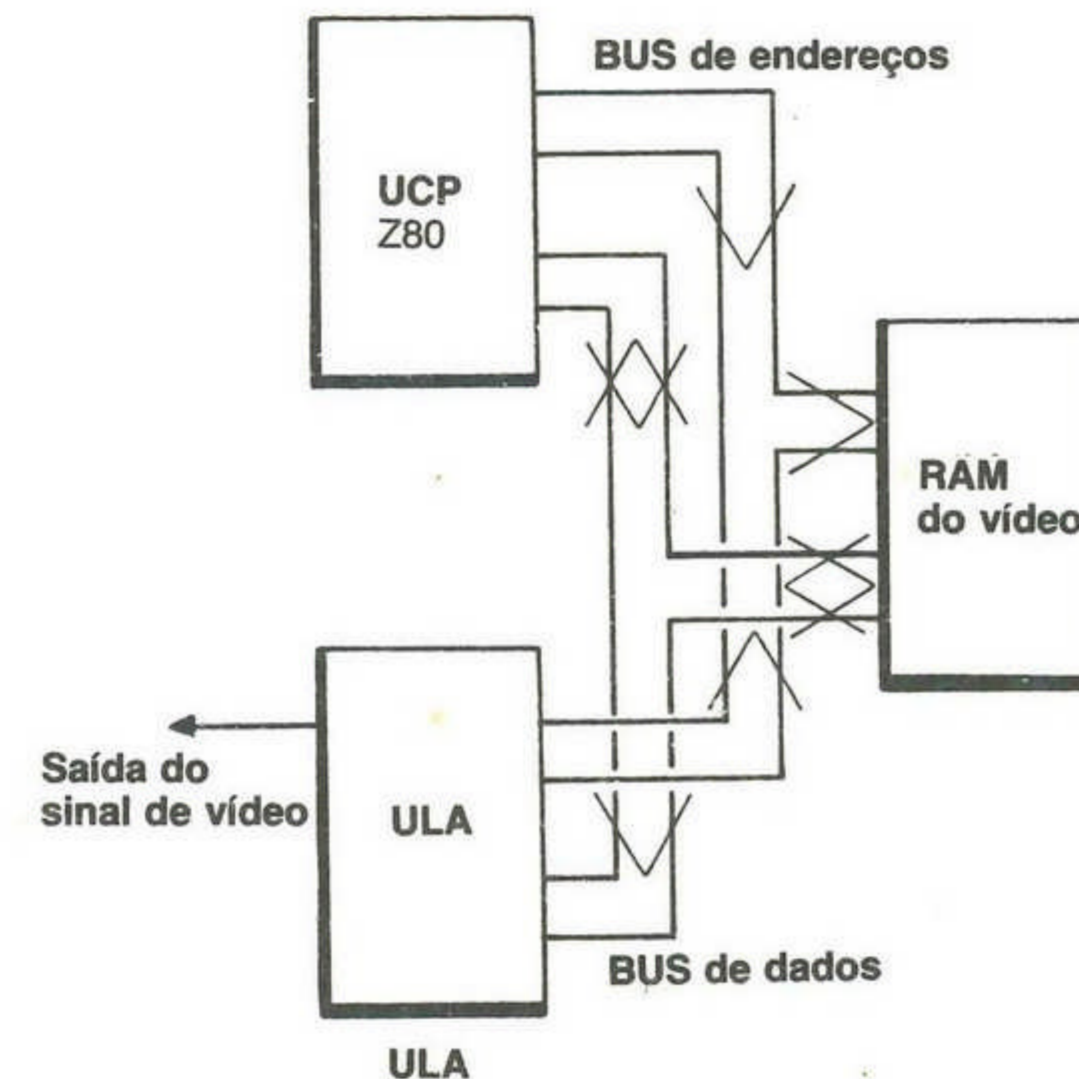 BUS de endereços
UCP
Z80
RAM
do vídeo
Saída do
sinal de vídeo
ULA
BUS de dados
ULA